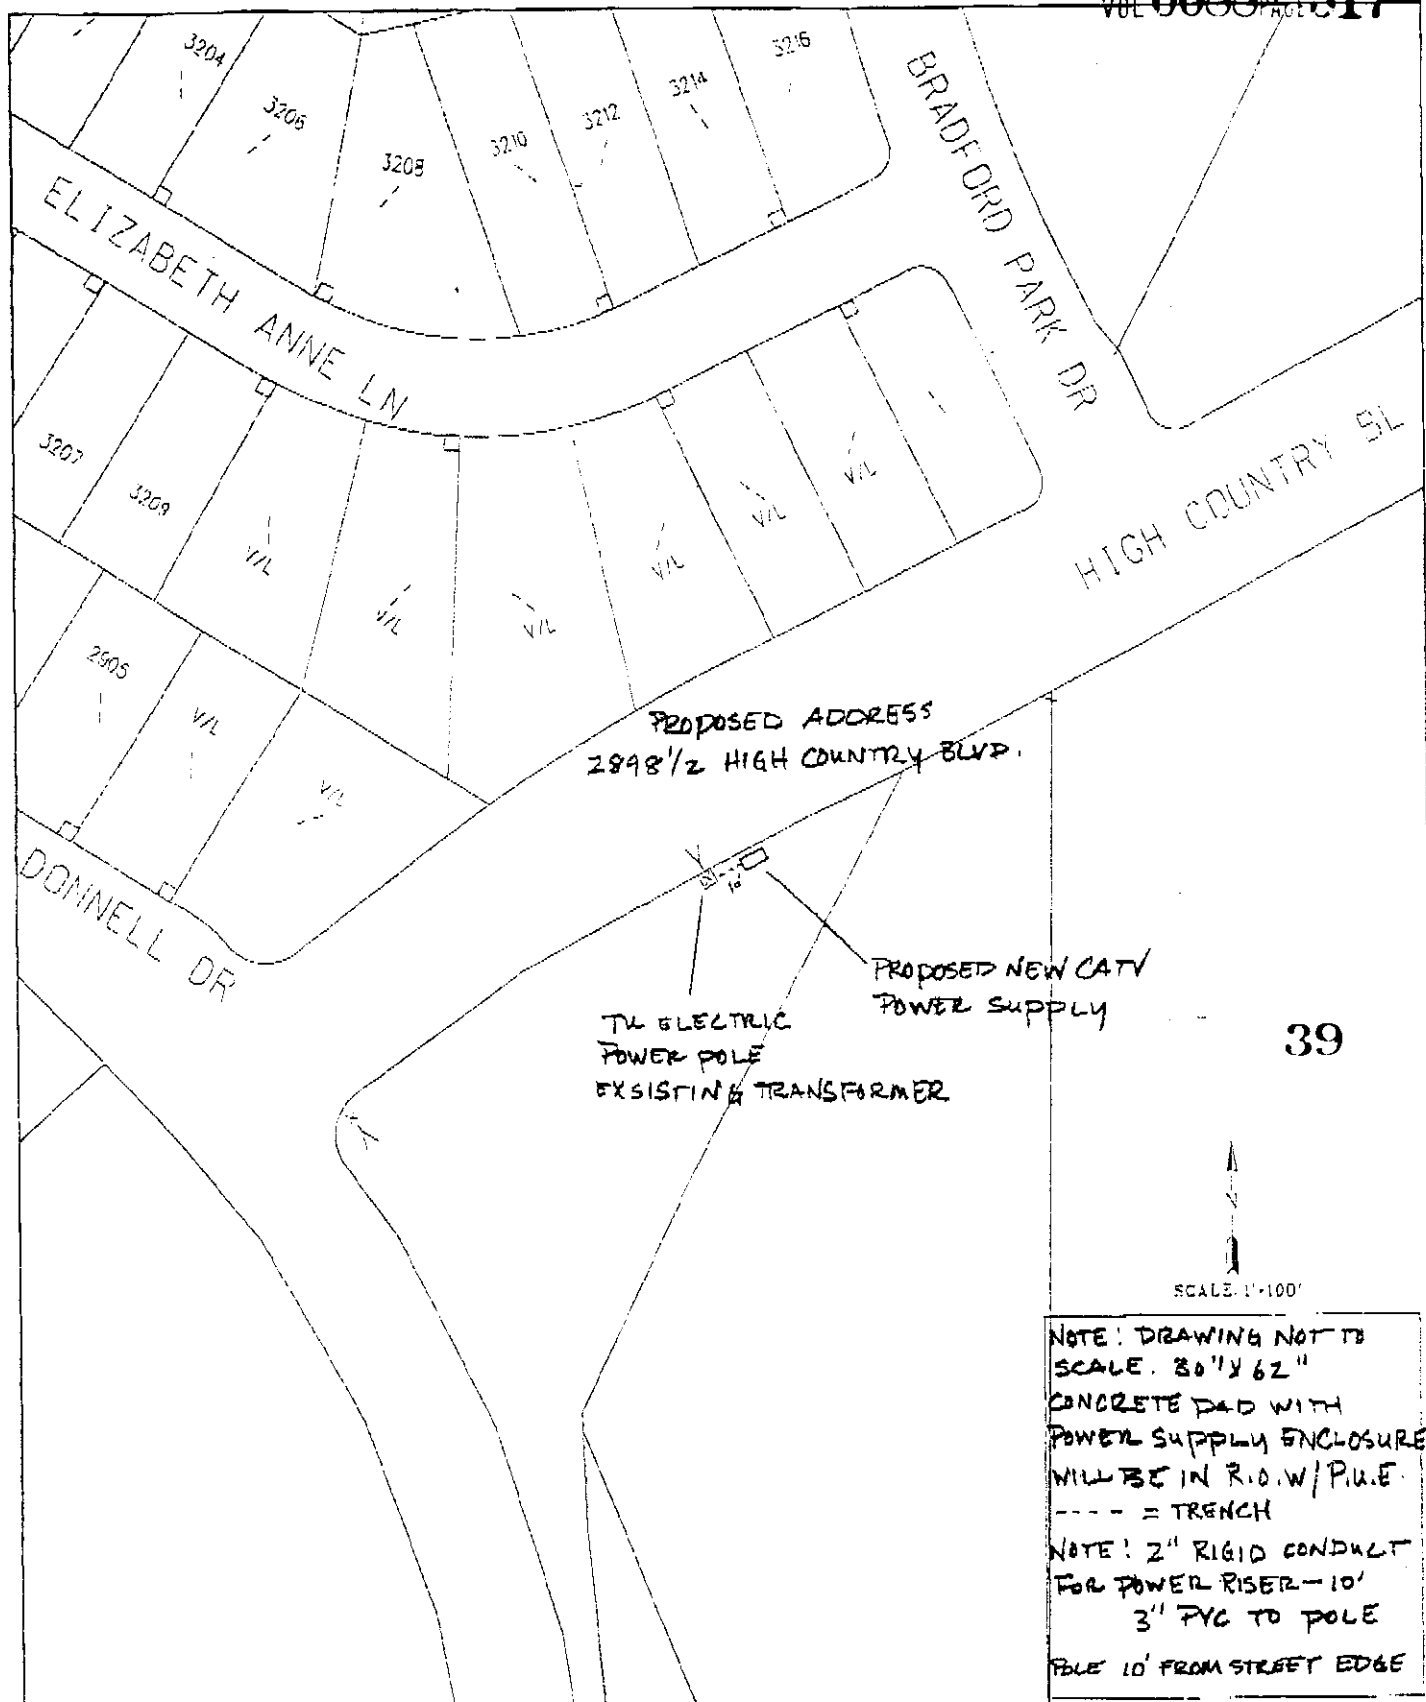 VOL PAGE
3204
3206
3208
3210
3212
3214
3216
BRADFORD PARK DR
ELIZABETH ANNE LN
3207
3209
V/L
V/L
V/L
V/L
V/L
V/L
HIGH COUNTRY BL
2905
V/L
V/L
PROPOSED ADDRESS
2898 1/2 HIGH COUNTRY BLVD.
DONNELL DR
10'
PROPOSED NEW CATV
POWER SUPPLY
TU ELECTRIC
POWER POLE
EXSISTING TRANSFORMER
39
N
SCALE 1"-100'
NOTE: DRAWING NOT TO
SCALE. 30" X 62"
CONCRETE PAD WITH
POWER SUPPLY ENCLOSURE
WILL BE IN R.O.W/P.U.E.
---- = TRENCH
NOTE: 2" RIGID CONDUCT
FOR POWER RISER-10'
3" PVC TO POLE
POLE 10' FROM STREET EDGE